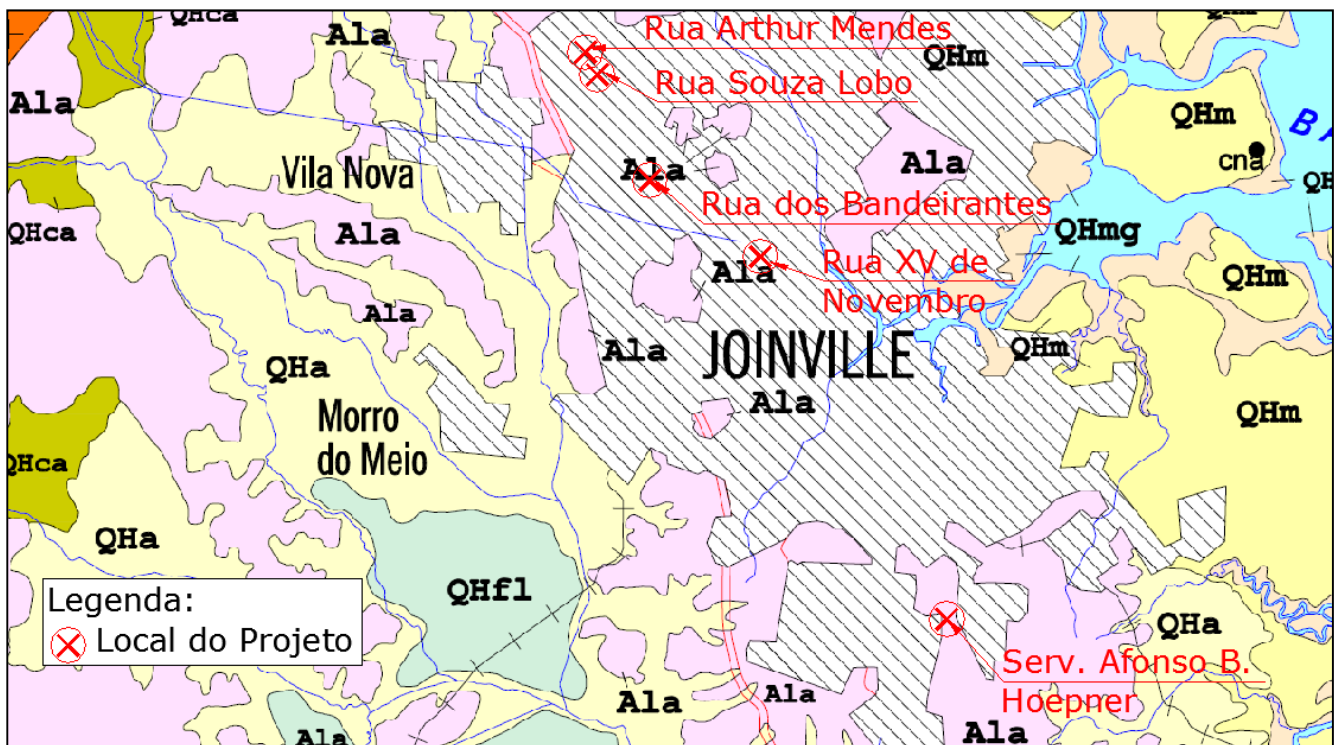 QHca
Ala
Rua Arthur Mendes
QHm
Rua Souza Lobo
Ala
QHm
Vila Nova
Ala
Ala
cna
Rua dos Bandeirantes
QHca
Ala
QHmg
Ala
Rua XV de
Novembro
QHm
Ala
Ala
JOINVILLE
QHm
QHa
Ala
QHm
Morro
do Meio
QHca
QHa
QHfl
Legenda:
Local do Projeto
QHa
Serv. Afonso B.
Hoepner
Ala
Ala
Ala
Ala